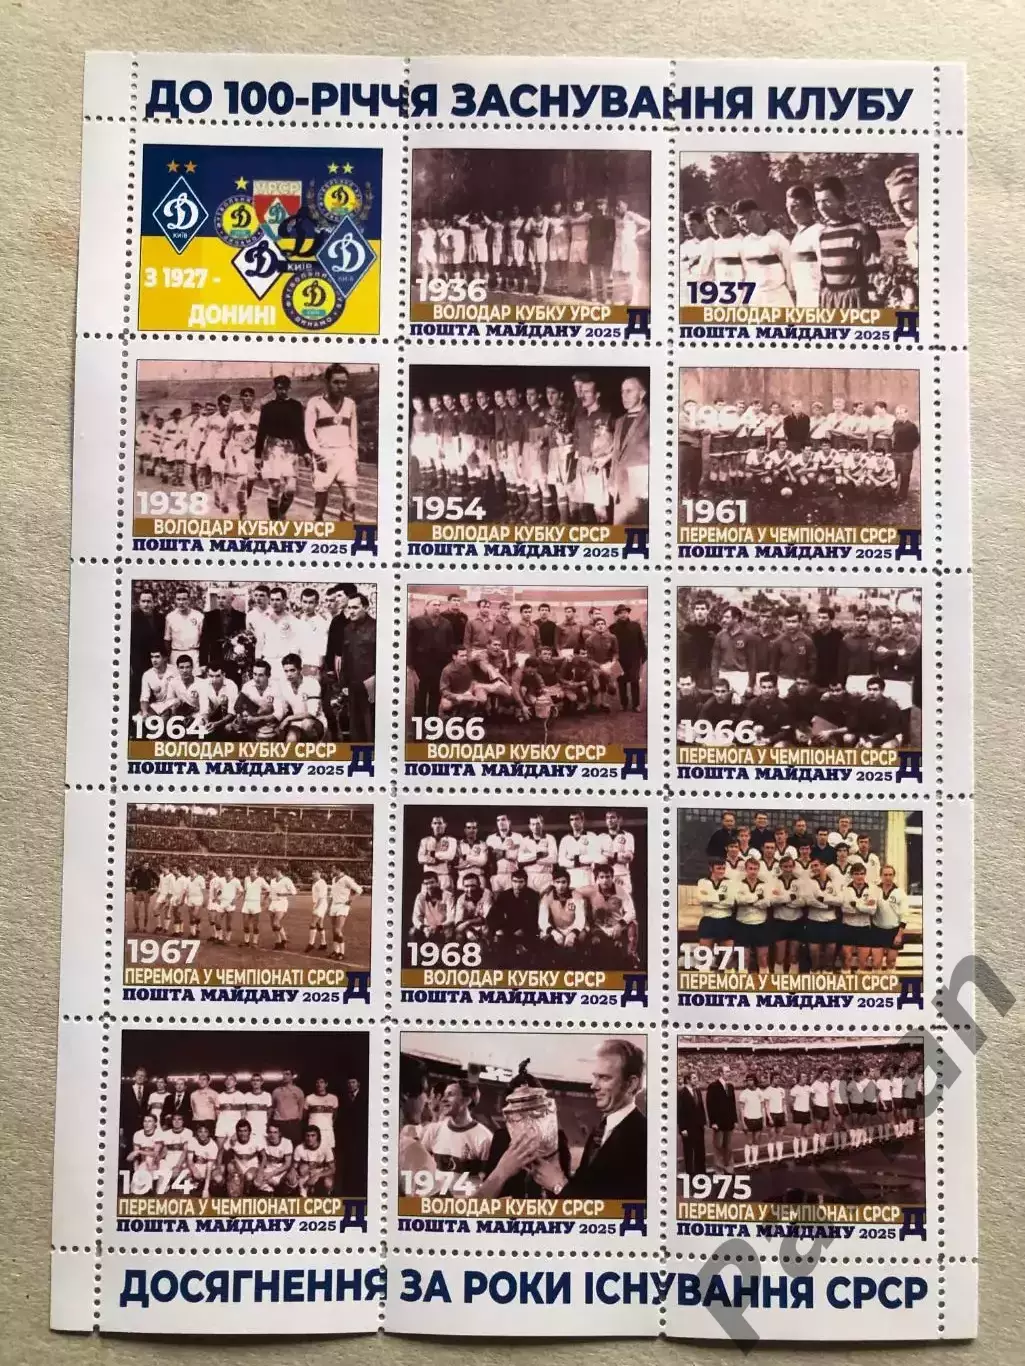 ДО 100-РІЧЧЯ ЗАСНУВАННЯ КЛУБУ
МРСР
КИЇВ
КИЇВ
З 1927 -
ДОНИНІ
1936
ВОЛОДАР КУБКУ УРСР
ПОШТА МАЙДАНУ 2025 Д
1937
ВОЛОДАР КУБКУ УРСР
ПОШТА МАЙДАНУ 2025 Д
1938
ВОЛОДАР КУБКУ УРСР
ПОШТА МАЙДАНУ 2025 Д
1954
ВОЛОДАР КУБКУ СРСР
ПОШТА МАЙДАНУ 2025 Д
1961
ПЕРЕМОГА У ЧЕМПІОНАТІ СРСР
ПОШТА МАЙДАНУ 2025 Д
1964
ВОЛОДАР КУБКУ СРСР
ПОШТА МАЙДАНУ 2025 Д
1966
ВОЛОДАР КУБКУ СРСР
ПОШТА МАЙДАНУ 2025 Д
1966
ПЕРЕМОГА У ЧЕМПІОНАТІ СРСР
ПОШТА МАЙДАНУ 2025 Д
1967
ПЕРЕМОГА У ЧЕМПІОНАТІ СРСР
ПОШТА МАЙДАНУ 2025 Д
1968
ВОЛОДАР КУБКУ СРСР
ПОШТА МАЙДАНУ 2025 Д
1971
ПЕРЕМОГА У ЧЕМПІОНАТІ СРСР
ПОШТА МАЙДАНУ 2025 Д
1974
ПЕРЕМОГА У ЧЕМПІОНАТІ СРСР
ПОШТА МАЙДАНУ 2025 Д
1974
ВОЛОДАР КУБКУ СРСР
ПОШТА МАЙДАНУ 2025 Д
1975
ПЕРЕМОГА У ЧЕМПІОНАТІ СРСР
ПОШТА МАЙДАНУ 2025 Д
ДОСЯГНЕННЯ ЗА РОКИ ІСНУВАННЯ СРСР